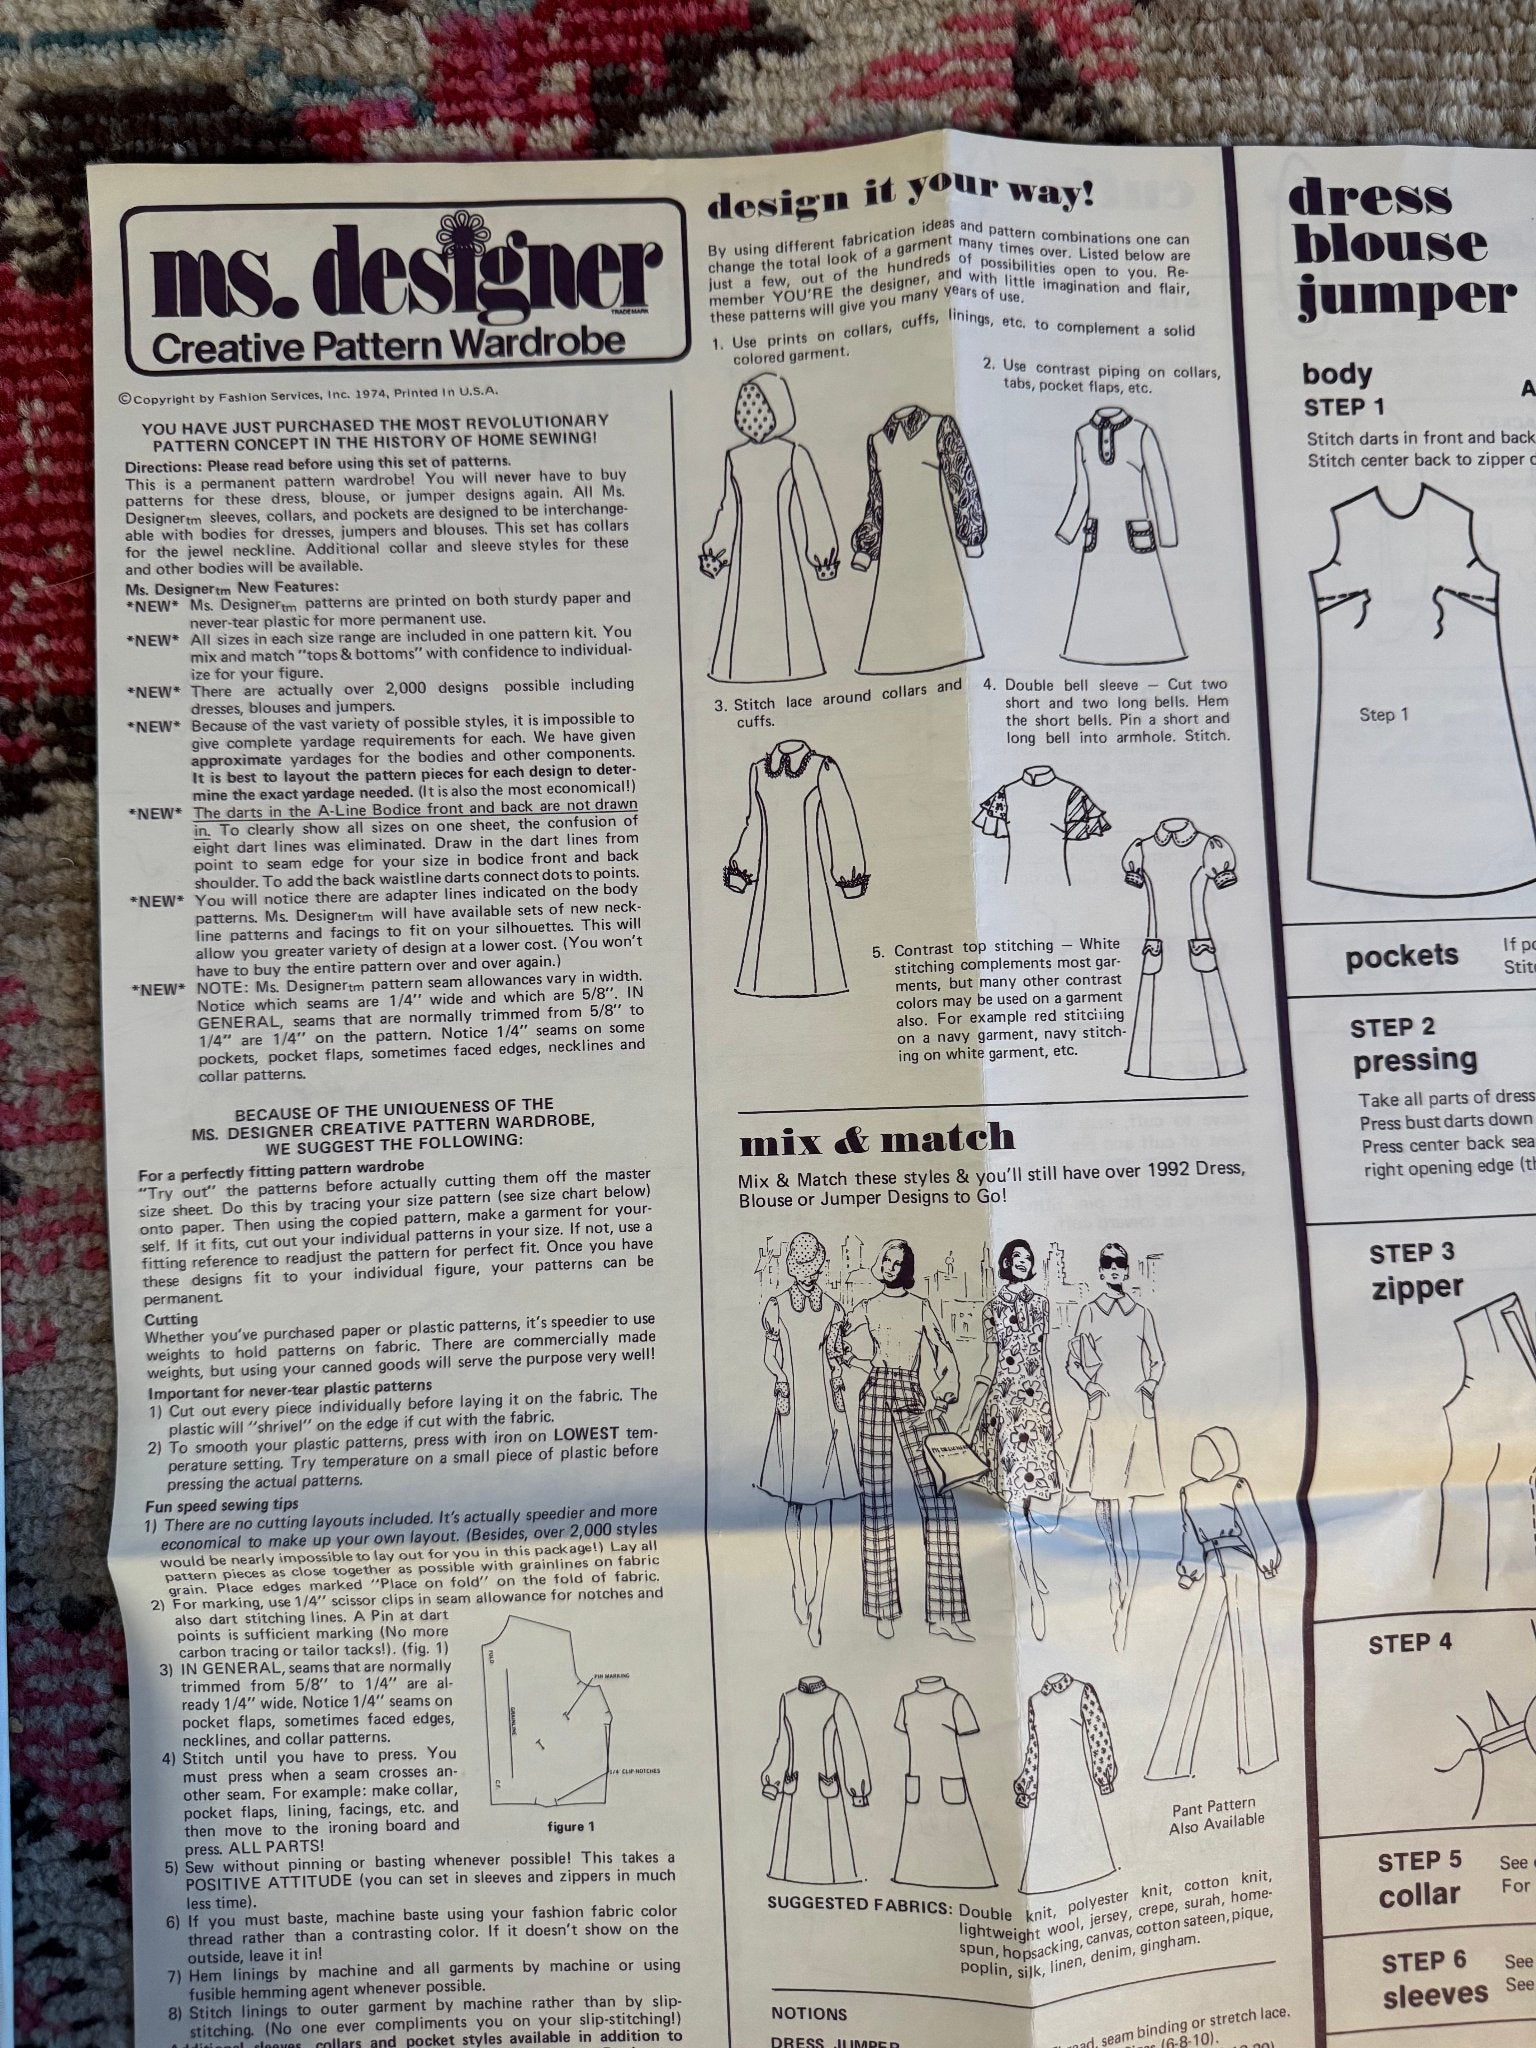 ms. designer
TRADEMARK
Creative Pattern Wardrobe
©Copyright by Fashion Services, Inc. 1974, Printed in U.S.A.
YOU HAVE JUST PURCHASED THE MOST REVOLUTIONARY
PATTERN CONCEPT IN THE HISTORY OF HOME SEWING!
Directions: Please read before using this set of patterns.
This is a permanent pattern wardrobe! You will never have to buy
patterns for these dress, blouse, or jumper designs again. All Ms.
Designertm sleeves, collars, and pockets are designed to be interchange-
able with bodies for dresses, jumpers and blouses. This set has collars
for the jewel neckline. Additional collar and sleeve styles for these
and other bodies will be available.
Ms. Designertm New Features:
*NEW* Ms. Designertm patterns are printed on both sturdy paper and
never-tear plastic for more permanent use.
*NEW* All sizes in each size range are included in one pattern kit. You
mix and match "tops & bottoms" with confidence to individual-
ize for your figure.
*NEW* There are actually over 2,000 designs possible including
dresses, blouses and jumpers.
*NEW* Because of the vast variety of possible styles, it is impossible to
give complete yardage requirements for each. We have given
approximate yardages for the bodies and other components.
It is best to layout the pattern pieces for each design to deter-
mine the exact yardage needed. (It is also the most economical!)
*NEW* The darts in the A-Line Bodice front and back are not drawn
in. To clearly show all sizes on one sheet, the confusion of
eight dart lines was eliminated. Draw in the dart lines from
point to seam edge for your size in bodice front and back
shoulder. To add the back waistline darts connect dots to points.
*NEW* You will notice there are adapter lines indicated on the body
patterns. Ms. Designertm will have available sets of new neck-
line patterns and facings to fit on your silhouettes. This will
allow you greater variety of design at a lower cost. (You won't
have to buy the entire pattern over and over again.)
*NEW* NOTE: Ms. Designertm pattern seam allowances vary in width.
Notice which seams are 1/4" wide and which are 5/8". IN
GENERAL, seams that are normally trimmed from 5/8" to
1/4" are 1/4" on the pattern. Notice 1/4" seams on some
pockets, pocket flaps, sometimes faced edges, necklines and
collar patterns.
BECAUSE OF THE UNIQUENESS OF THE
MS. DESIGNER CREATIVE PATTERN WARDROBE,
WE SUGGEST THE FOLLOWING:
For a perfectly fitting pattern wardrobe
"Try out" the patterns before actually cutting them off the master
size sheet. Do this by tracing your size pattern (see size chart below)
onto paper. Then using the copied pattern, make a garment for your-
self. If it fits, cut out your individual patterns in your size. If not, use a
fitting reference to readjust the pattern for perfect fit. Once you have
these designs fit to your individual figure, your patterns can be
permanent.
Cutting
Whether you've purchased paper or plastic patterns, it's speedier to use
weights to hold patterns on fabric. There are commercially made
weights, but using your canned goods will serve the purpose very well!
Important for never-tear plastic patterns
1) Cut out every piece individually before laying it on the fabric. The
plastic will "shrivel" on the edge if cut with the fabric.
2) To smooth your plastic patterns, press with iron on LOWEST tem-
perature setting. Try temperature on a small piece of plastic before
pressing the actual patterns.
Fun speed sewing tips
1) There are no cutting layouts included. It's actually speedier and more
economical to make up your own layout. (Besides, over 2,000 styles
would be nearly impossible to lay out for you in this package!) Lay all
pattern pieces as close together as possible with grainlines on fabric
grain. Place edges marked "Place on fold" on the fold of fabric.
2) For marking, use 1/4" scissor clips in seam allowance for notches and
also dart stitching lines. A Pin at dart
points is sufficient marking (No more
carbon tracing or tailor tacks!). (fig. 1)
3) IN GENERAL, seams that are normally
trimmed from 5/8" to 1/4" are al-
ready 1/4" wide. Notice 1/4" seams on
pocket flaps, sometimes faced edges,
necklines, and collar patterns.
4) Stitch until you have to press. You
must press when a seam crosses an-
other seam. For example: make collar,
pocket flaps, lining, facings, etc. and
then move to the ironing board and
press. ALL PARTS!
FOLD
GRAINLINE
C.F.
PIN MARKING
1/4" CLIP-NOTCHES
figure 1
5) Sew without pinning or basting whenever possible! This takes a
POSITIVE ATTITUDE (you can set in sleeves and zippers in much
less time).
6) If you must baste, machine baste using your fashion fabric color
thread rather than a contrasting color. If it doesn't show on the
outside, leave it in!
7) Hem linings by machine and all garments by machine or using
fusible hemming agent whenever possible.
8) Stitch linings to outer garment by machine rather than by slip-
stitching. (No one ever compliments you on your slip-stitching!)
Additional sleeves, collars and pocket styles available in addition to
design it your way!
By using different fabrication ideas and pattern combinations one can
change the total look of a garment many times over. Listed below are
just a few, out of the hundreds of possibilities open to you. Re-
member YOU'RE the designer, and with little imagination and flair,
these patterns will give you many years of use.
1. Use prints on collars, cuffs, linings, etc. to complement a solid
colored garment.
2. Use contrast piping on collars,
tabs, pocket flaps, etc.
3. Stitch lace around collars and
cuffs.
4. Double bell sleeve – Cut two
short and two long bells. Hem
the short bells. Pin a short and
long bell into armhole. Stitch.
5. Contrast top stitching – White
stitching complements most gar-
ments, but many other contrast
colors may be used on a garment
also. For example red stitching
on a navy garment, navy stitch-
ing on white garment, etc.
mix & match
Mix & Match these styles & you'll still have over 1992 Dress,
Blouse or Jumper Designs to Go!
Pant Pattern
Also Available
SUGGESTED FABRICS: Double knit, polyester knit, cotton knit,
lightweight wool, jersey, crepe, surah, home-
spun, hopsacking, canvas, cotton sateen, pique,
poplin, silk, linen, denim, gingham.
NOTIONS
DRESS, JUMPER
seam binding or stretch lace.
(6-8-10).
dress
blouse
jumper
body
A
STEP 1
Stitch darts in front and back
Stitch center back to zipper
Step 1
pockets
If
STEP 2
pressing
Take all parts of dress
Press bust darts down
Press center back
right opening edge
STEP 3
zipper
STEP 4
STEP 5
collar
See
For
STEP 6
sleeves
See
See